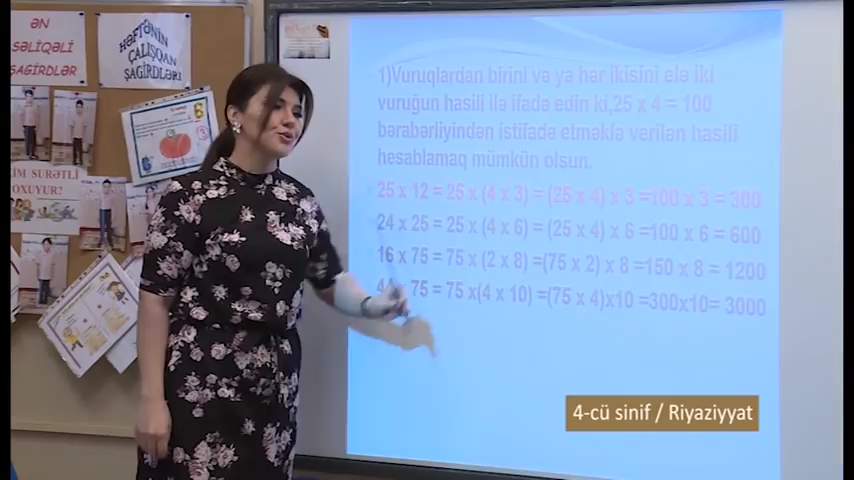 ƏN
SƏLİQƏLİ
ŞAGİRDLƏR
HƏFTƏNİN
ÇALIŞQAN
ŞAGİRDLƏRİ
SURƏTLİ
OXUYUR?
1)Vuruqlardan birini və ya hər ikisini elə iki
vuruğun hasili ilə ifadə edin ki,25 x 4 = 100
bərabərliyindən istifadə etməklə verilən hasili
hesablamaq mümkün olsun.
25 x 12 = 25 x (4 x 3) = (25 x 4) x 3 =100 x 3 = 300
24 x 25 = 25 x (4 x 6) = (25 x 4) x 6 =100 x 6 = 600
16 x 75 = 75 x (2 x 8) =(75 x 2) x 8 =150 x 8 = 1200
75 = 75 x(4 x 10) =(75 x 4)x10 =300x10= 3000
4-cü sinif / Riyaziyyat